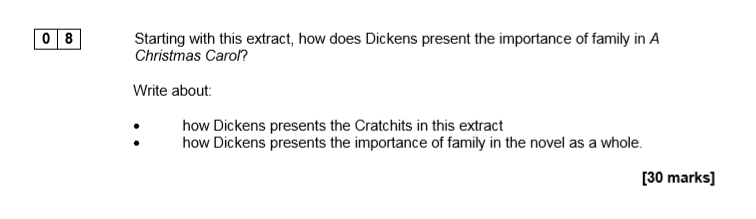 0 8 Starting with this extract, how does Dickens present the importance of family in A
Christmas Carol?
Write about:
• how Dickens presents the Cratchits in this extract
• how Dickens presents the importance of family in the novel as a whole.
[30 marks]